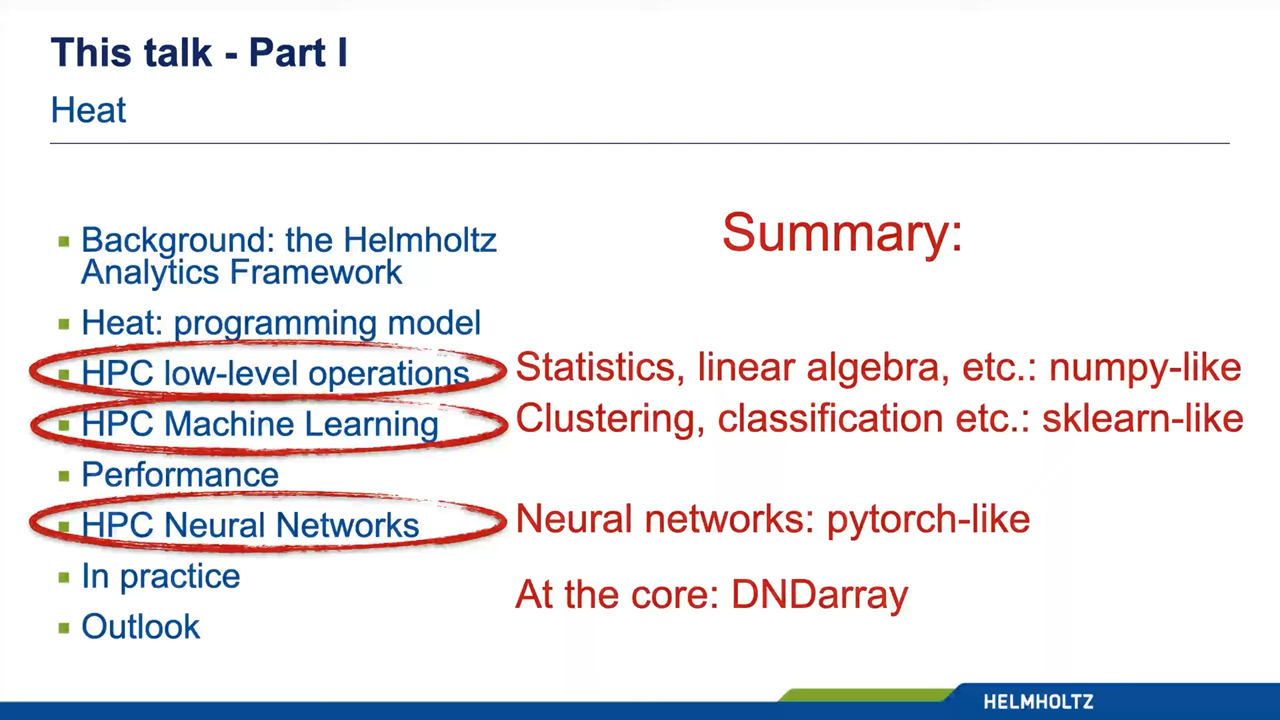 This talk - Part I
Heat
Background: the Helmholtz
Analytics Framework
Heat: programming model
HPC low-level operations
HPC Machine Learning
Performance
HPC Neural Networks
In practice
Outlook
Summary:
Statistics, linear algebra, etc.: numpy-like
Clustering, classification etc.: sklearn-like
Neural networks: pytorch-like
At the core: DNDarray
HELMHOLTZ